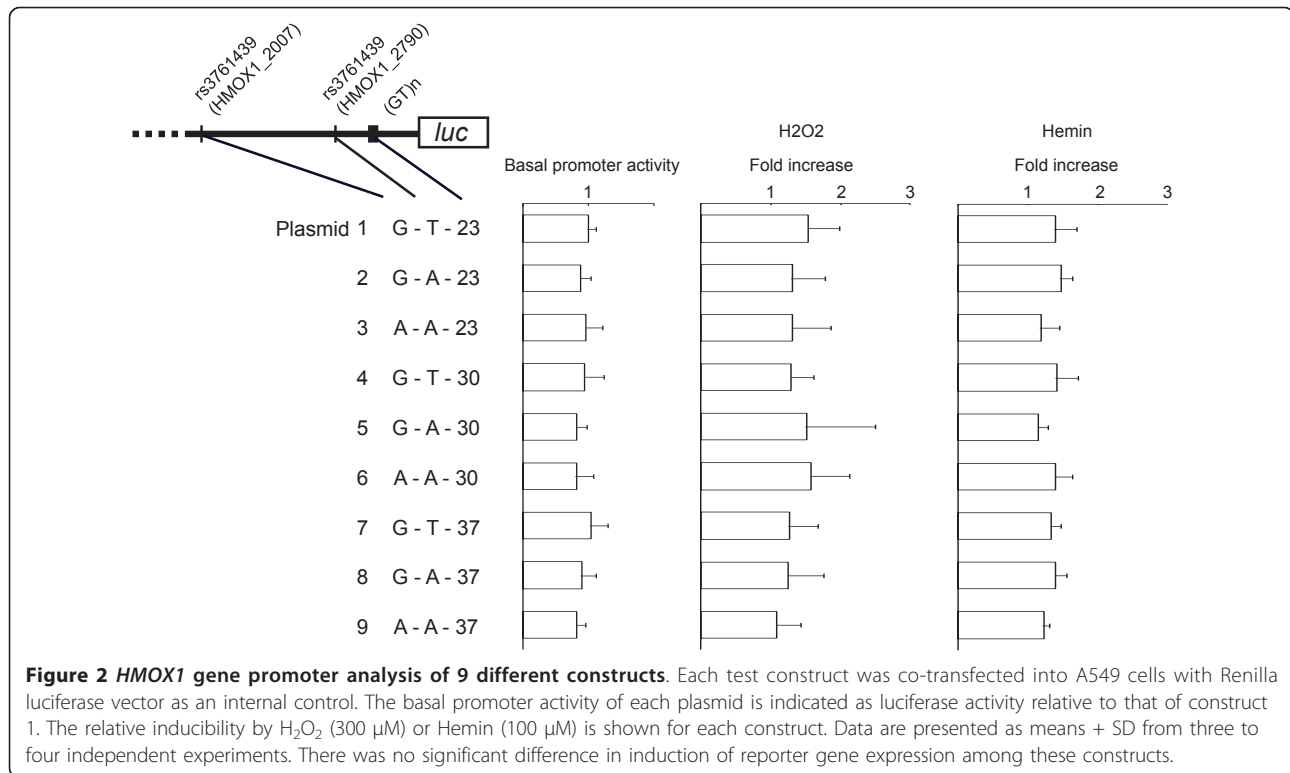 rs3761439
(HMOX1_2007)
rs3761439
(HMOX1_2790)
(GT)n
luc
H2O2
Hemin
Basal promoter activity
Fold increase
Fold increase
1
1 2 3
1 2 3
Plasmid 1 G - T - 23
2 G - A - 23
3 A - A - 23
4 G - T - 30
5 G - A - 30
6 A - A - 30
7 G - T - 37
8 G - A - 37
9 A - A - 37
Figure 2 HMOX1 gene promoter analysis of 9 different constructs. Each test construct was co-transfected into A549 cells with Renilla
luciferase vector as an internal control. The basal promoter activity of each plasmid is indicated as luciferase activity relative to that of construct
1. The relative inducibility by H₂O₂ (300 μM) or Hemin (100 μM) is shown for each construct. Data are presented as means + SD from three to
four independent experiments. There was no significant difference in induction of reporter gene expression among these constructs.